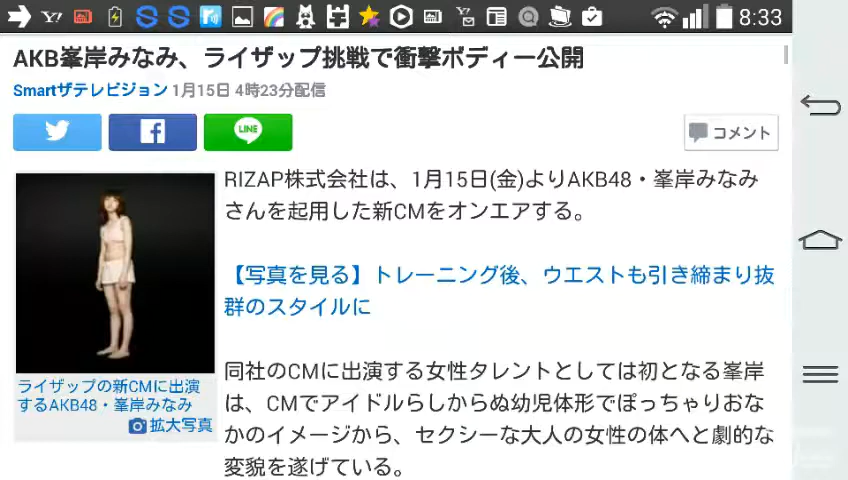 8:33
AKB峯岸みなみ、ライザップ挑戦で衝撃ボディー公開
Smartザテレビジョン 1月15日 4時23分配信
LINE
コメント
RIZAP株式会社は、1月15日(金)よりAKB48・峯岸みなみ
さんを起用した新CMをオンエアする。
【写真を見る】トレーニング後、ウエストも引き締まり抜
群のスタイルに
ライザップの新CMに出演
するAKB48・峯岸みなみ
拡大写真
同社のCMに出演する女性タレントとしては初となる峯岸
は、CMでアイドルらしからぬ幼児体形でぽっちゃりおな
かのイメージから、セクシーな大人の女性の体へと劇的な
変貌を遂げている。